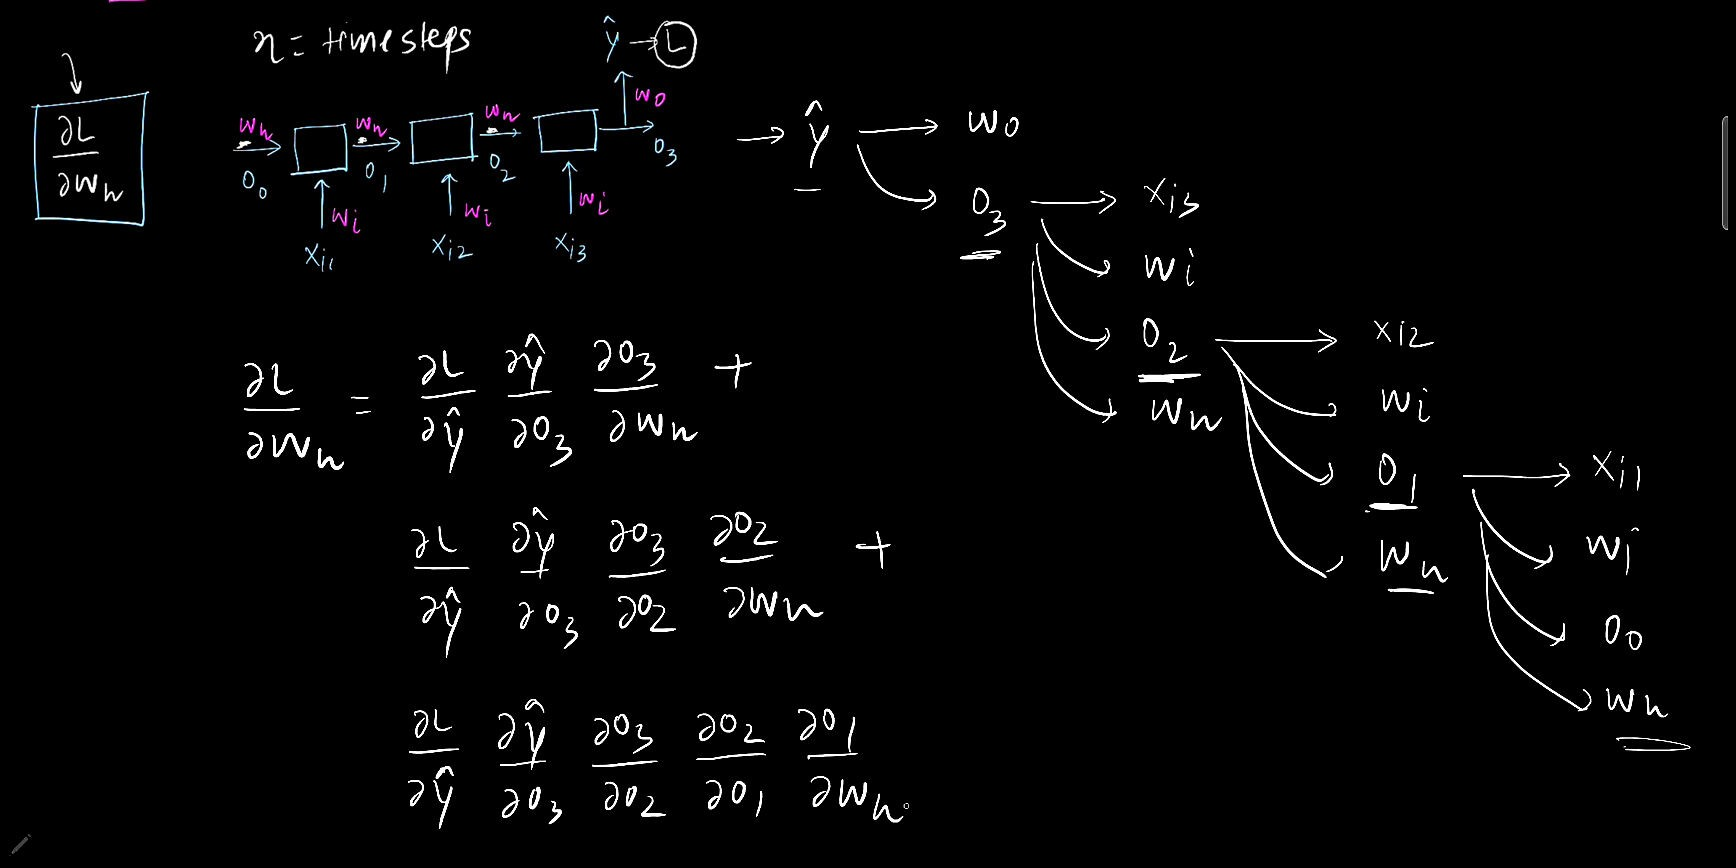 n = time steps
ŷ → L
∂L
∂Wh
Wh Wh Wh Wo
O0 O1 O2 O3
Wi Wi Wi
Xi1 Xi2 Xi3
→ ŷ → Wo
O3 → Xi3
Wi
O2 → Xi2
Wh
Wi
O1 → Xi1
Wh
Wi
O0
Wh
∂L/∂Wh = ∂L/∂ŷ ∂ŷ/∂O3 ∂O3/∂Wh +
∂L/∂ŷ ∂ŷ/∂O3 ∂O3/∂O2 ∂O2/∂Wh +
∂L/∂ŷ ∂ŷ/∂O3 ∂O3/∂O2 ∂O2/∂O1 ∂O1/∂Wh